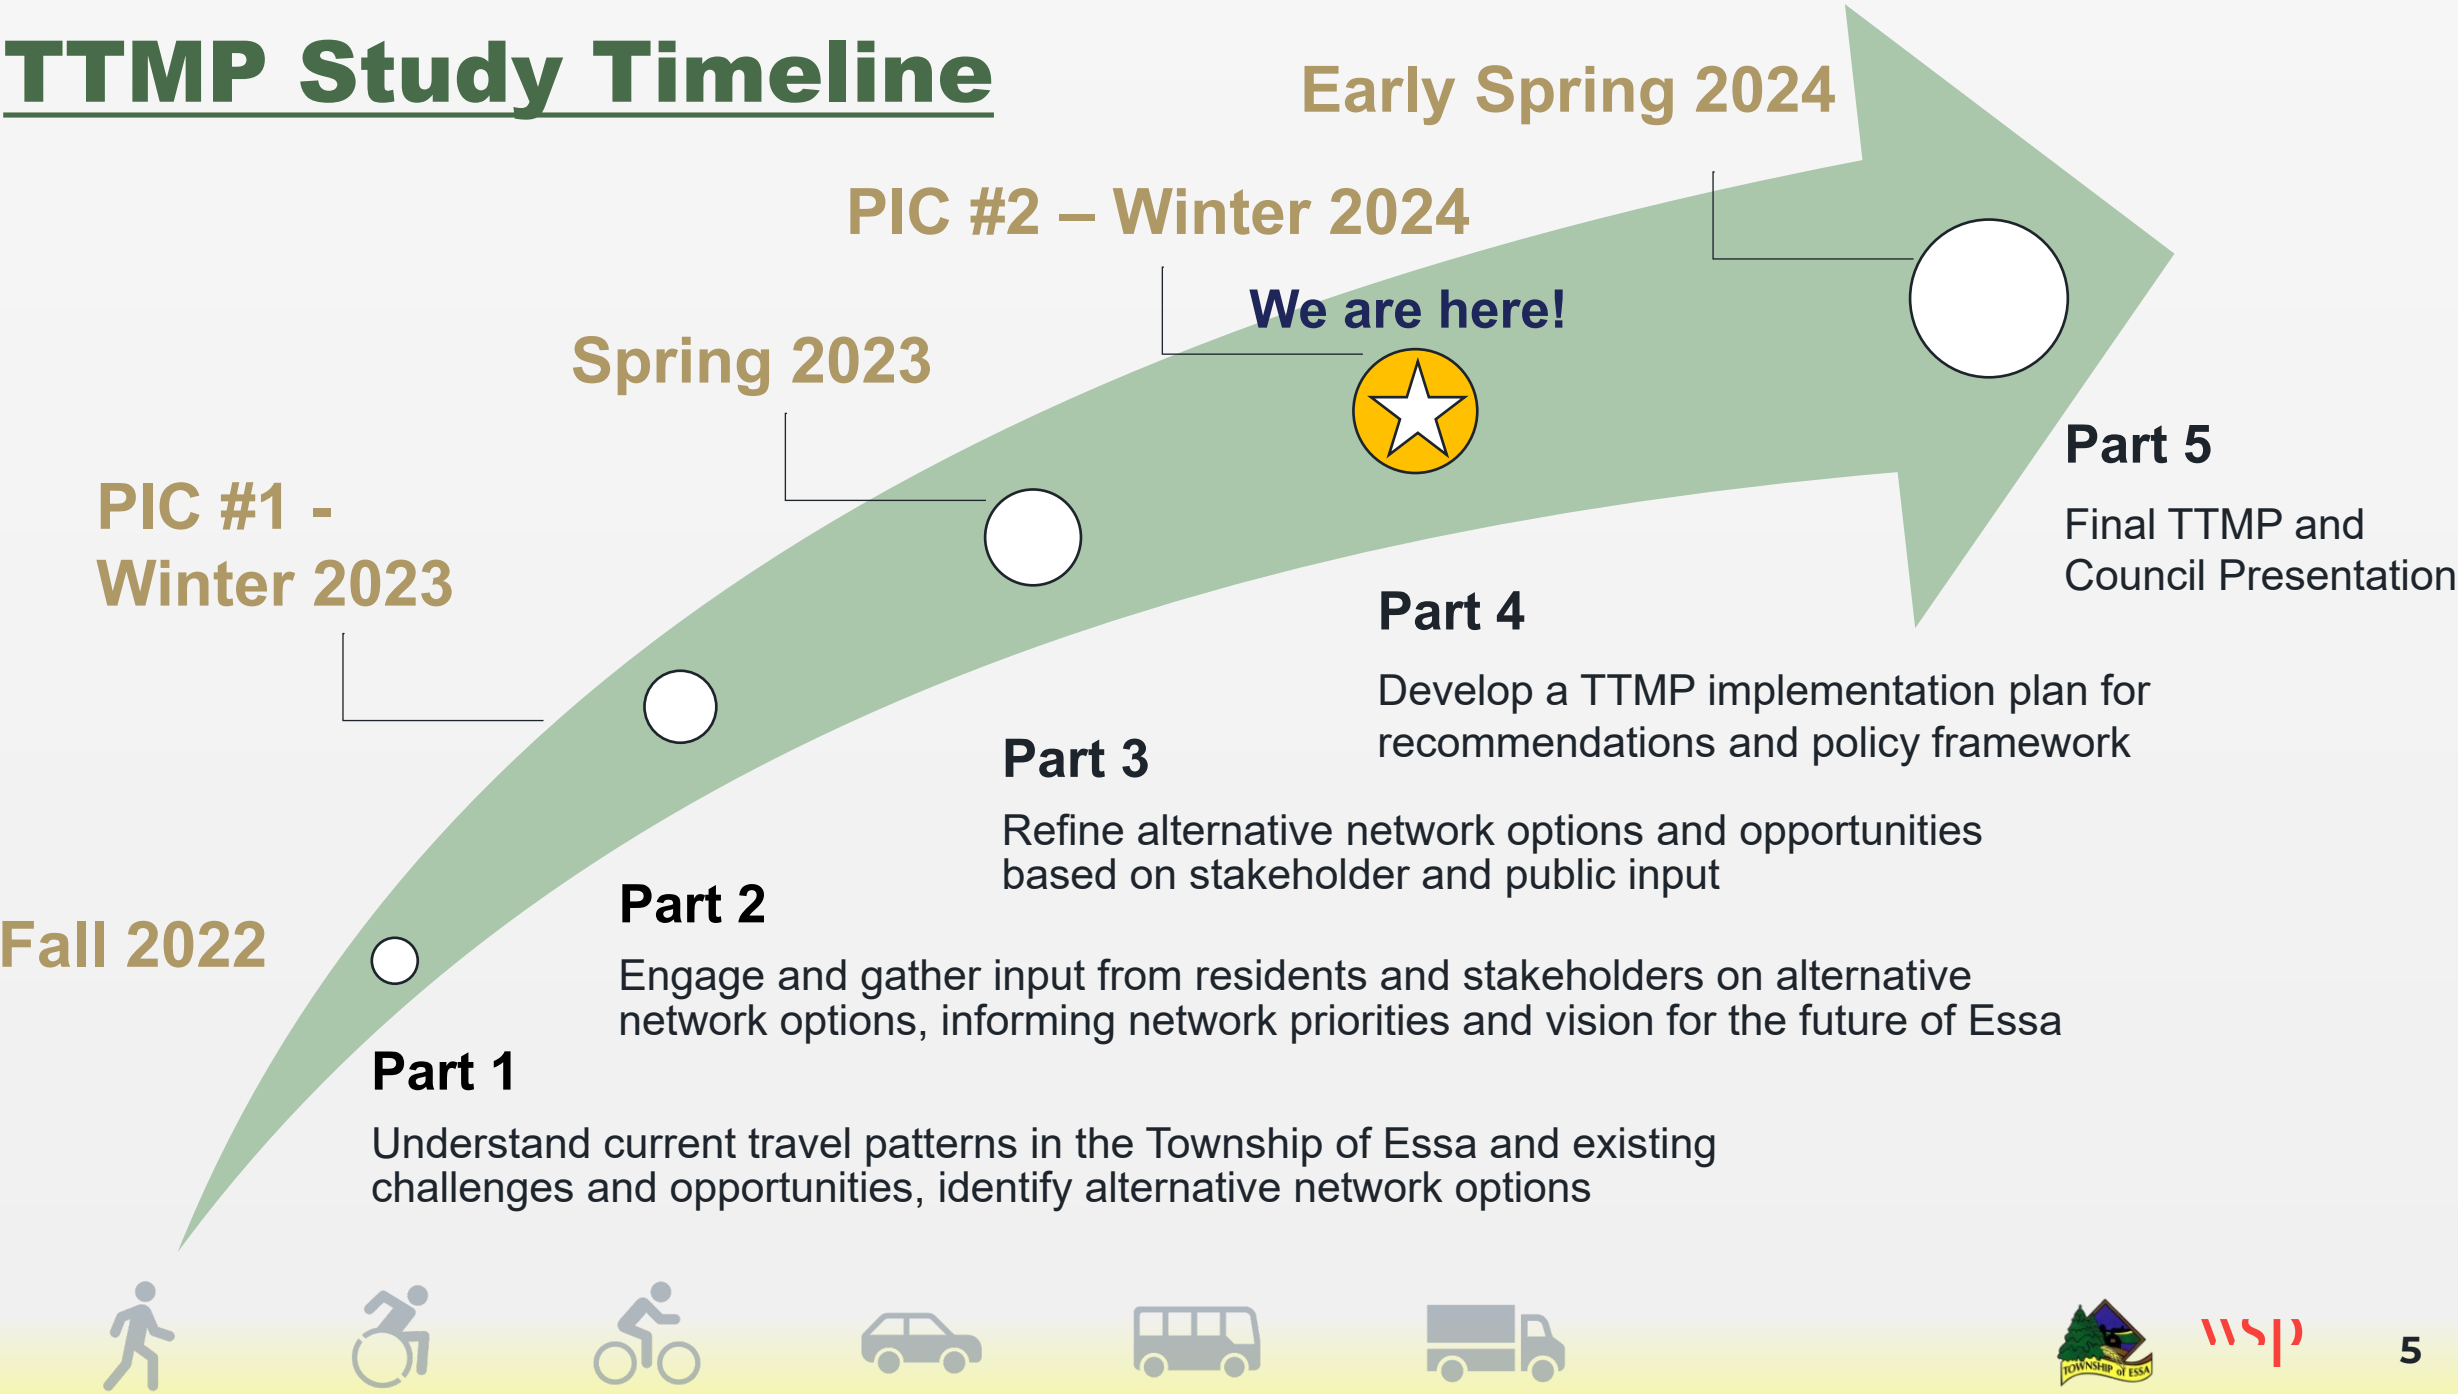 TTMP Study Timeline
Early Spring 2024
PIC #2 – Winter 2024
We are here!
Spring 2023
PIC #1 -
Winter 2023
Fall 2022
Part 5
Final TTMP and
Council Presentation
Part 4
Develop a TTMP implementation plan for
recommendations and policy framework
Part 3
Refine alternative network options and opportunities
based on stakeholder and public input
Part 2
Engage and gather input from residents and stakeholders on alternative
network options, informing network priorities and vision for the future of Essa
Part 1
Understand current travel patterns in the Township of Essa and existing
challenges and opportunities, identify alternative network options
TOWNSHIP of ESSA
wsp
5